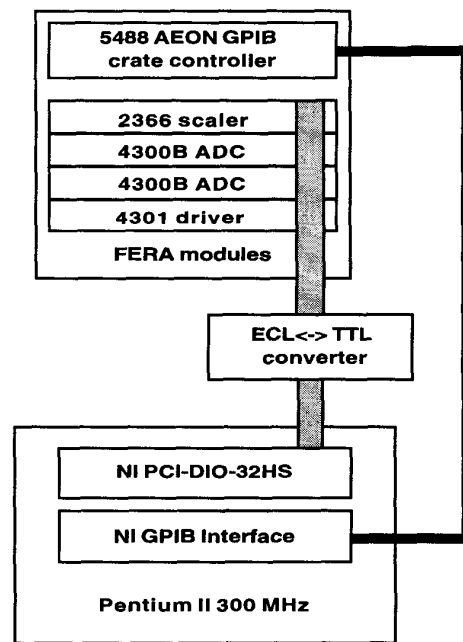 5488 AEON GPIB
crate controller
2366 scaler
4300B ADC
4300B ADC
4301 driver
FERA modules
ECL<-> TTL
converter
NI PCI-DIO-32HS
NI GPIB Interface
Pentium II 300 MHz